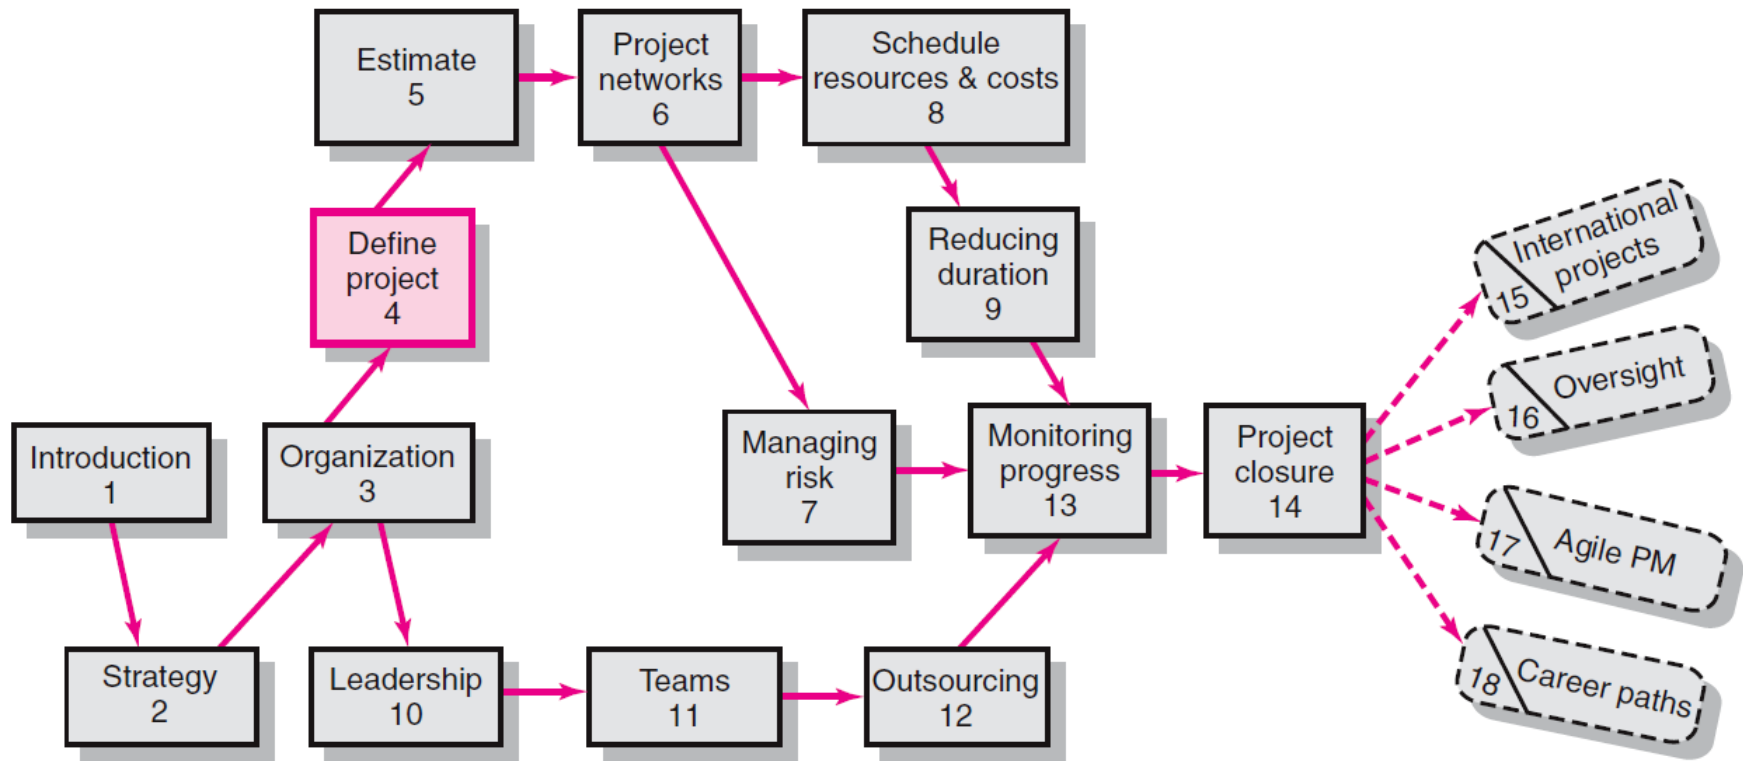 Estimate
5
Project
networks
6
Schedule
resources & costs
8
Define
project
4
Reducing
duration
9
International
projects
15
Oversight
16
Introduction
1
Organization
3
Managing
risk
7
Monitoring
progress
13
Project
closure
14
Agile PM
17
Strategy
2
Leadership
10
Teams
11
Outsourcing
12
Career paths
18